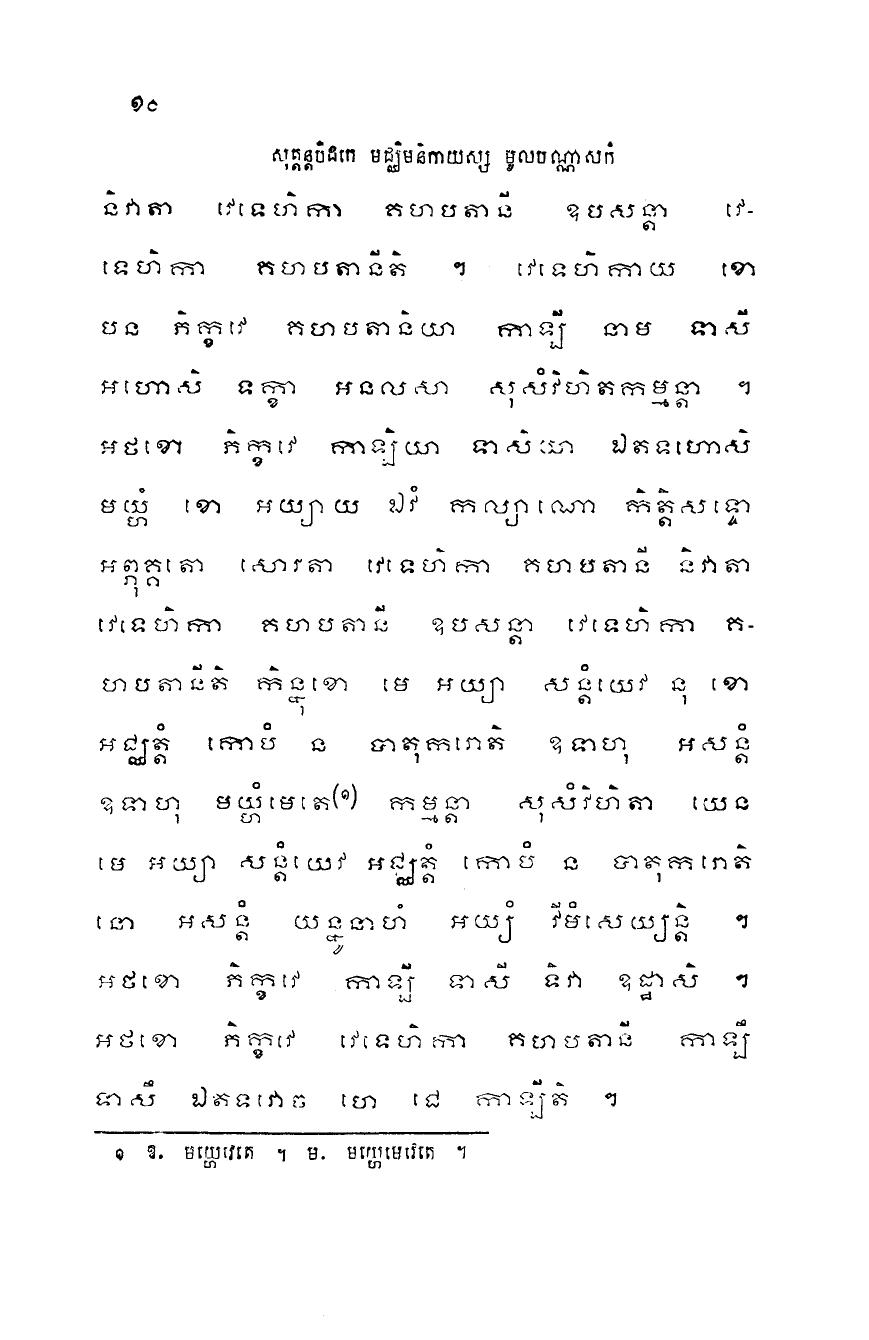 ១៤
សុត្តន្តបិដកេ មជ្ឈិមនិកាយស្ស មូលបណ្ណាសកំ
និវាតា វេទេហិកា គហបតានី ឧបសន្តា វេ-
ទេហិកា គហបតានីតិ ។ វេទេហិកាយ ខោ
បន ភិក្ខវេ គហបតានិយា កាឡី នាម ទាសី
អហោសិ ទក្ខា អនលសា សុសំវិហិតកម្មន្តា ។
អថខោ ភិក្ខវេ កាឡិយា ទាសិយា ឯតទហោសិ
មយ្ហំ ខោ អយ្យាយ ឯវំ កល្យាណោ កិត្តិសទ្ទោ
អព្ភុគ្គតោ សោរតា វេទេហិកា គហបតានី និវាតា
វេទេហិកា គហបតានី ឧបសន្តា វេទេហិកា គ-
ហបតានីតិ កិន្នុខោ មេ អយ្យា សន្តំយេវ នុ ខោ
អជ្ឈត្តំ កោបំ ន បាតុករោតិ ឧទាហុ អសន្តំ
ឧទាហុ មយ្ហំមេតេ(១) កម្មន្តា សុសំវិហិតា យេន
មេ អយ្យា សន្តំយេវ អជ្ឈត្តំ កោបំ ន បាតុករោតិ
នោ អសន្តំ យន្នូនាហំ អយ្យំ វីមំសេយ្យន្តិ ។
អថខោ ភិក្ខវេ កាឡី ទាសី ទិវា ឧដ្ឋាសិ ។
អថខោ ភិក្ខវេ វេទេហិកា គហបតានី កាឡឹ
ទាសឹ ឯតទវោច ហេ ជេ កាឡីតិ ។
១ ឱ. មយ្ហេវេតេ ។ ម. មយ្ហមេវេតេ ។